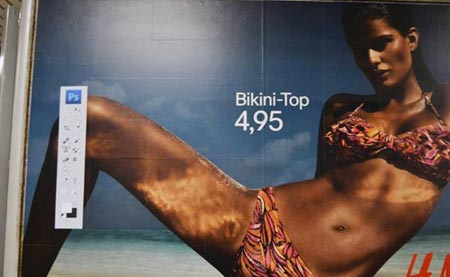 Ps
Bikini-Top
4,95
T
H&M